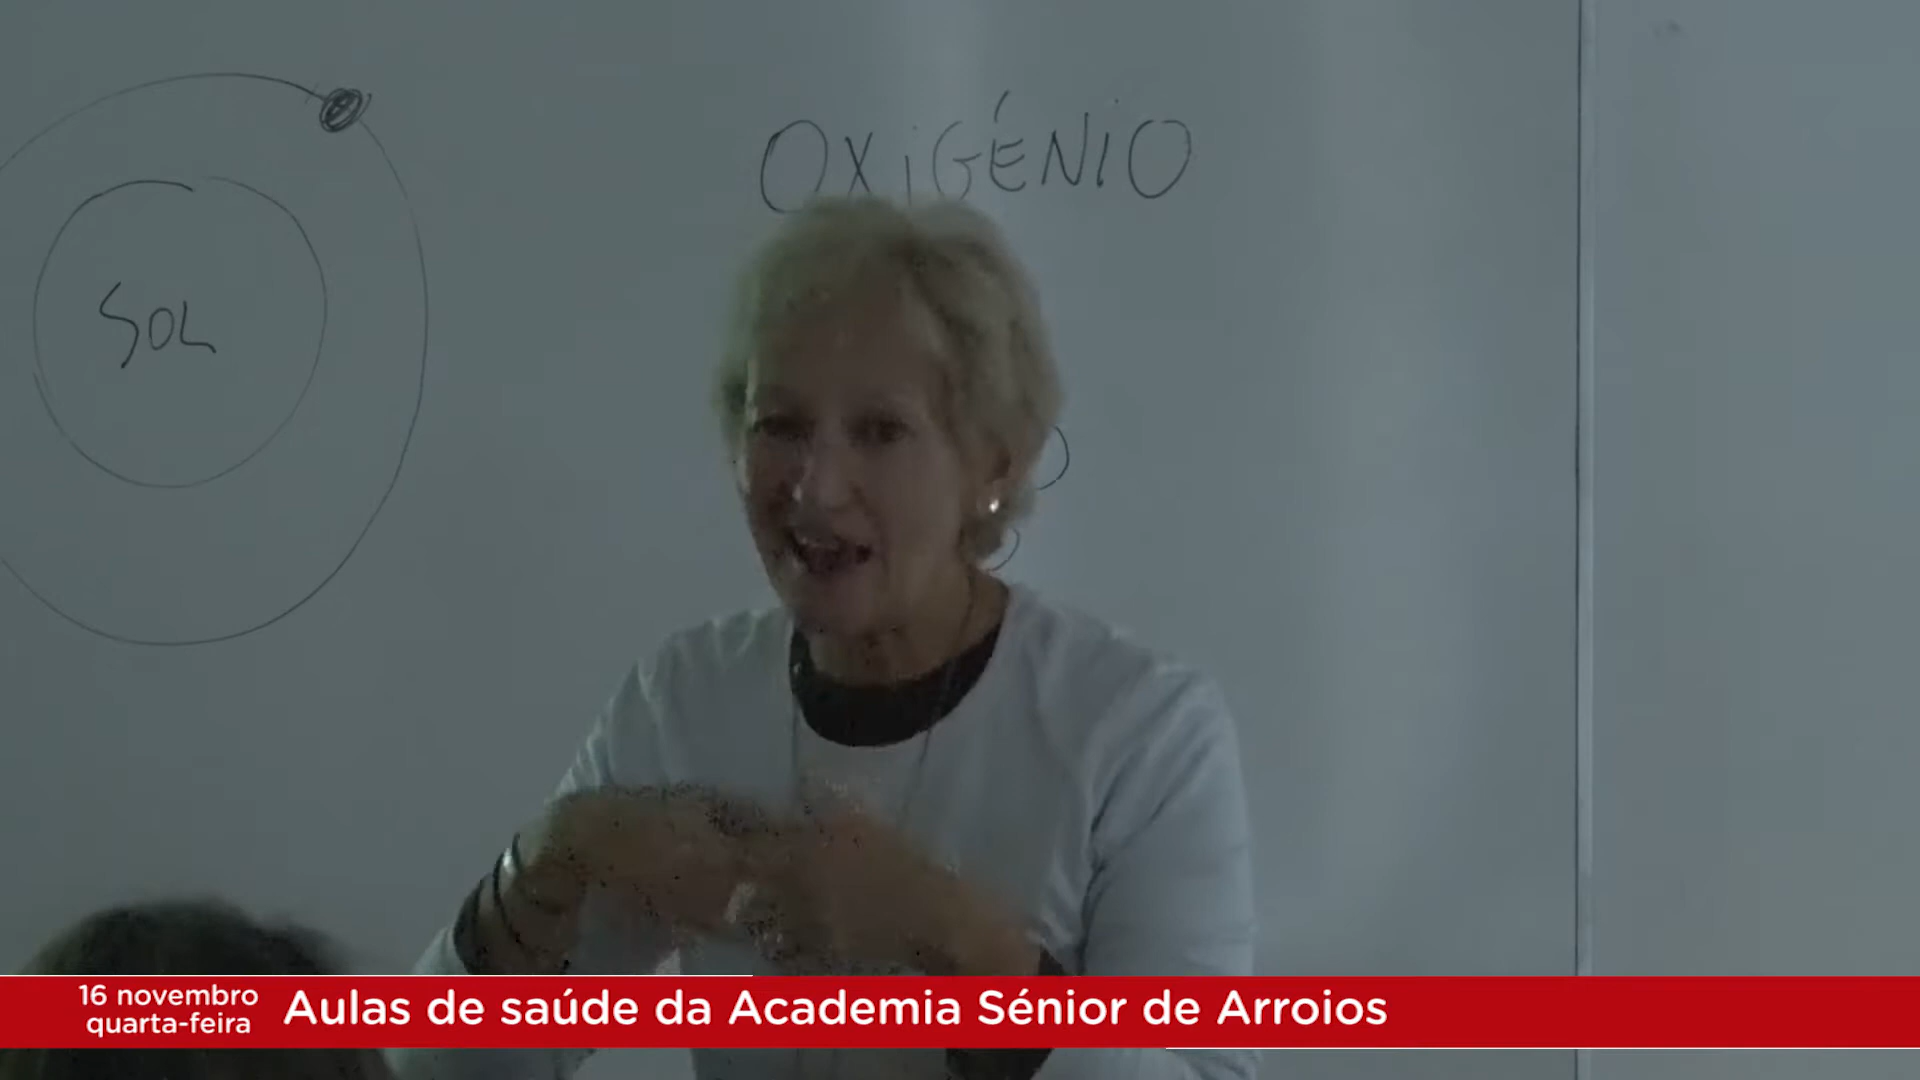 OXIGÉNIO
SOL
16 novembro
quarta-feira
Aulas de saúde da Academia Sénior de Arroios